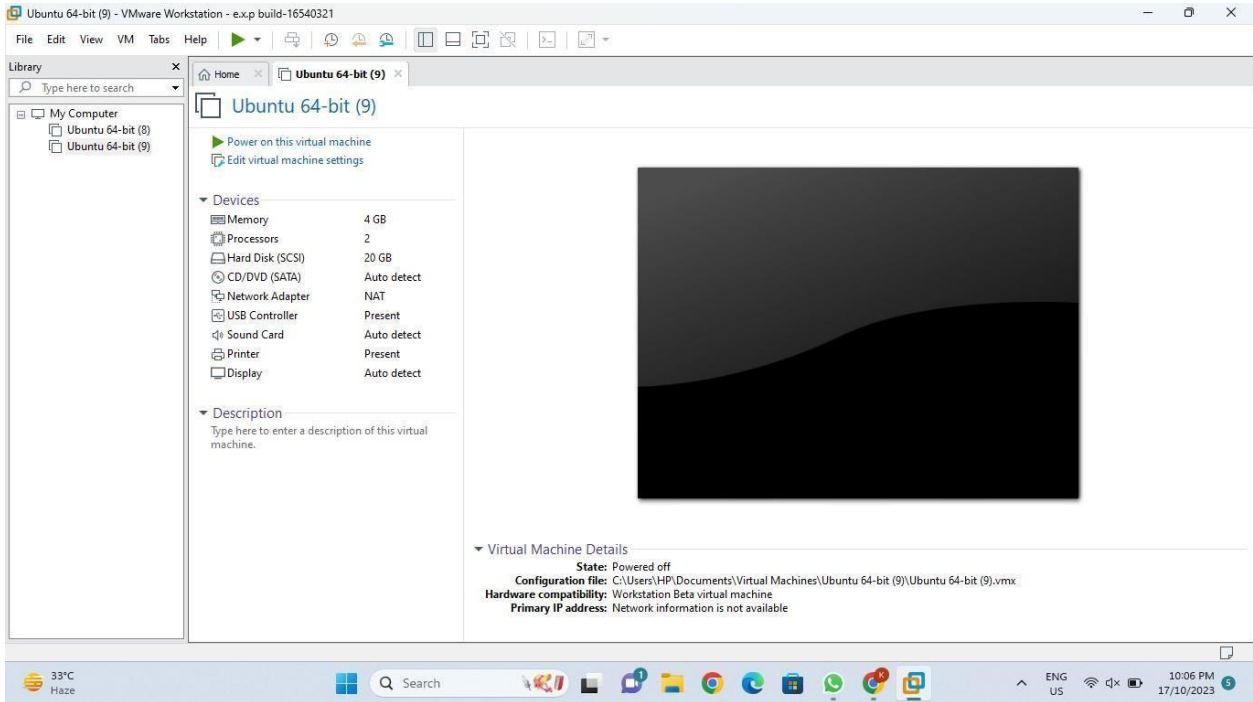 Ubuntu 64-bit (9) - VMware Workstation - e.x.p build-16540321
File Edit View VM Tabs Help
Library
Type here to search
My Computer
Ubuntu 64-bit (8)
Ubuntu 64-bit (9)
Home
Ubuntu 64-bit (9)
Ubuntu 64-bit (9)
Power on this virtual machine
Edit virtual machine settings
Devices
Memory 4 GB
Processors 2
Hard Disk (SCSI) 20 GB
CD/DVD (SATA) Auto detect
Network Adapter NAT
USB Controller Present
Sound Card Auto detect
Printer Present
Display Auto detect
Description
Type here to enter a description of this virtual
machine.
Virtual Machine Details
State: Powered off
Configuration file: C:\Users\HP\Documents\Virtual Machines\Ubuntu 64-bit (9)\Ubuntu 64-bit (9).vmx
Hardware compatibility: Workstation Beta virtual machine
Primary IP address: Network information is not available
33°C
Haze
Search
1
K
ENG
US
10:06 PM
17/10/2023
5